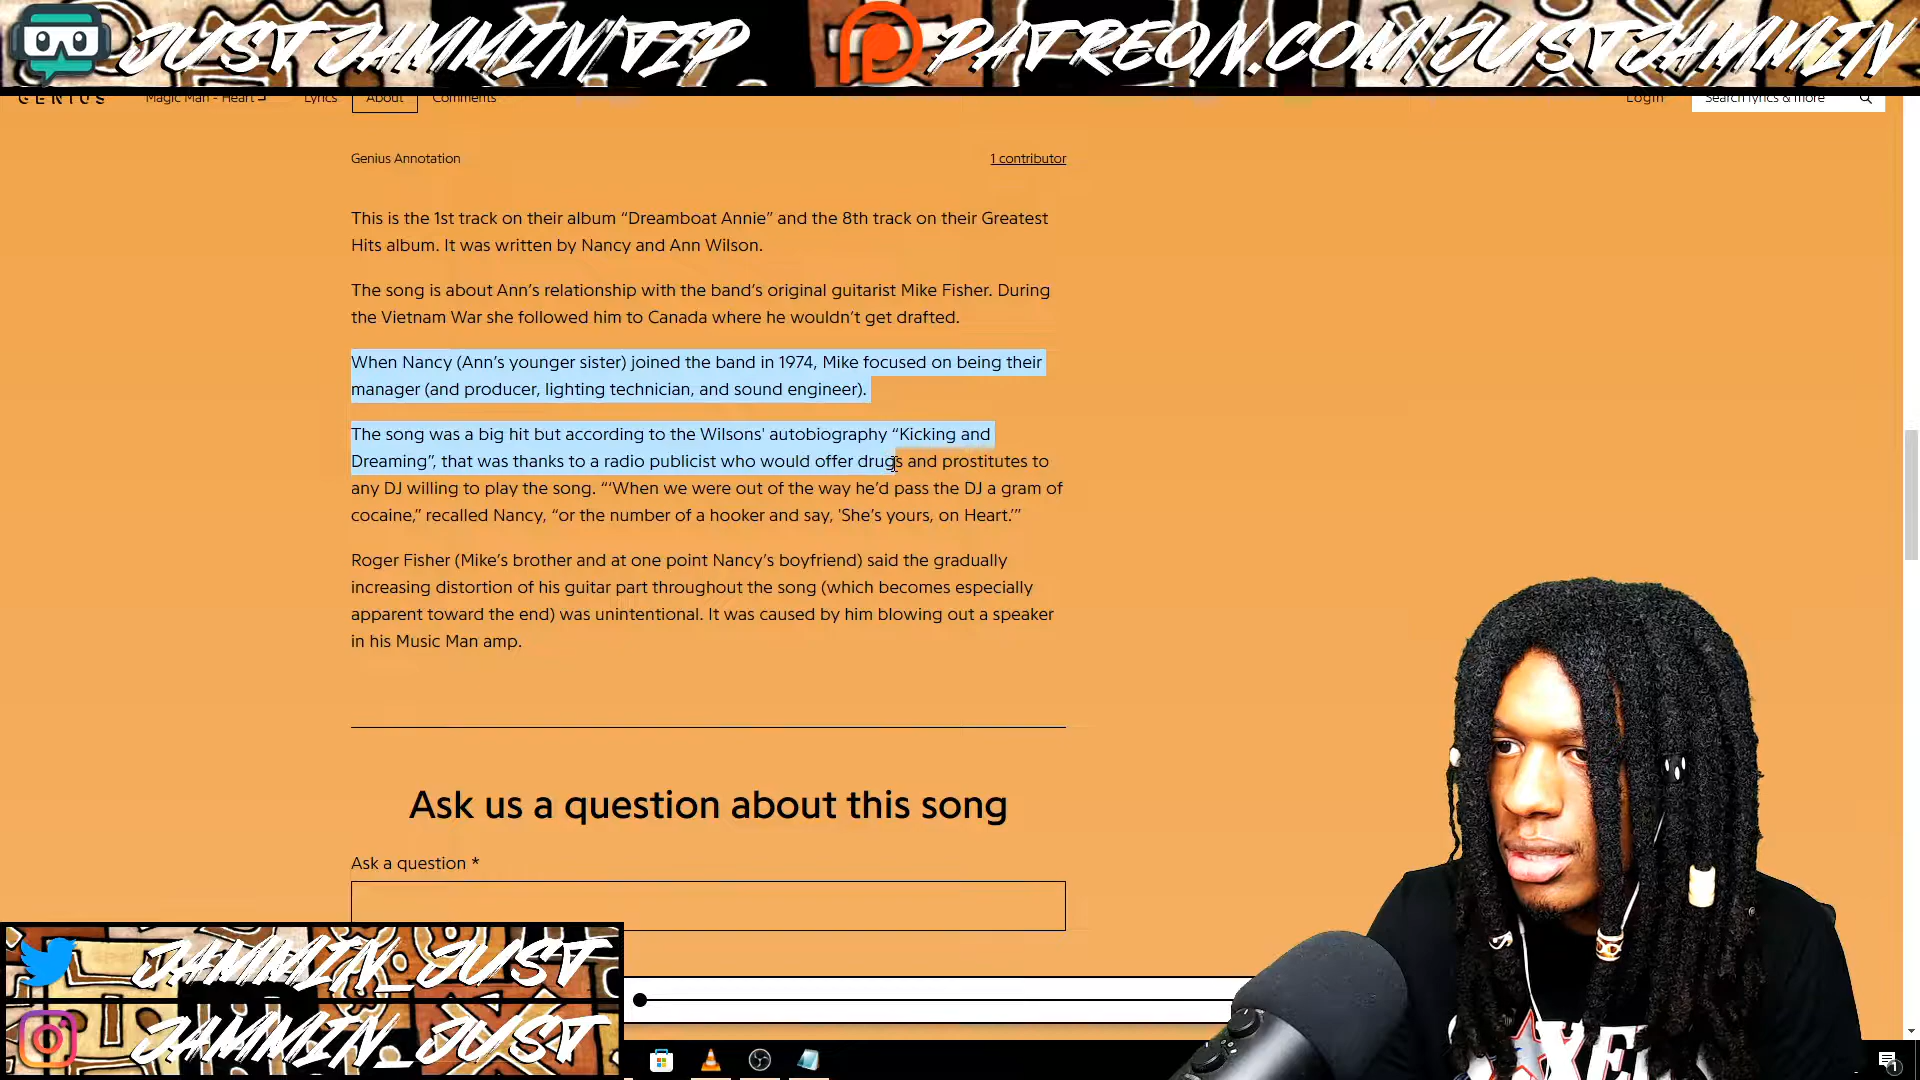 JUST JAMMIN' TIP
PATREON.COM/JUSTJAMMIN
GENIUS Magic Man - Heart Lyrics About Comments Login Search lyrics & more
Genius Annotation 1 contributor
This is the 1st track on their album “Dreamboat Annie” and the 8th track on their Greatest
Hits album. It was written by Nancy and Ann Wilson.
The song is about Ann’s relationship with the band’s original guitarist Mike Fisher. During
the Vietnam War she followed him to Canada where he wouldn’t get drafted.
When Nancy (Ann’s younger sister) joined the band in 1974, Mike focused on being their
manager (and producer, lighting technician, and sound engineer).
The song was a big hit but according to the Wilsons' autobiography “Kicking and
Dreaming”, that was thanks to a radio publicist who would offer drugs and prostitutes to
any DJ willing to play the song. “‘When we were out of the way he’d pass the DJ a gram of
cocaine,” recalled Nancy, “or the number of a hooker and say, 'She’s yours, on Heart.’”
Roger Fisher (Mike’s brother and at one point Nancy’s boyfriend) said the gradually
increasing distortion of his guitar part throughout the song (which becomes especially
apparent toward the end) was unintentional. It was caused by him blowing out a speaker
in his Music Man amp.
Ask us a question about this song
Ask a question *
JAMMIN_JUST
JAMMIN_JUST
1